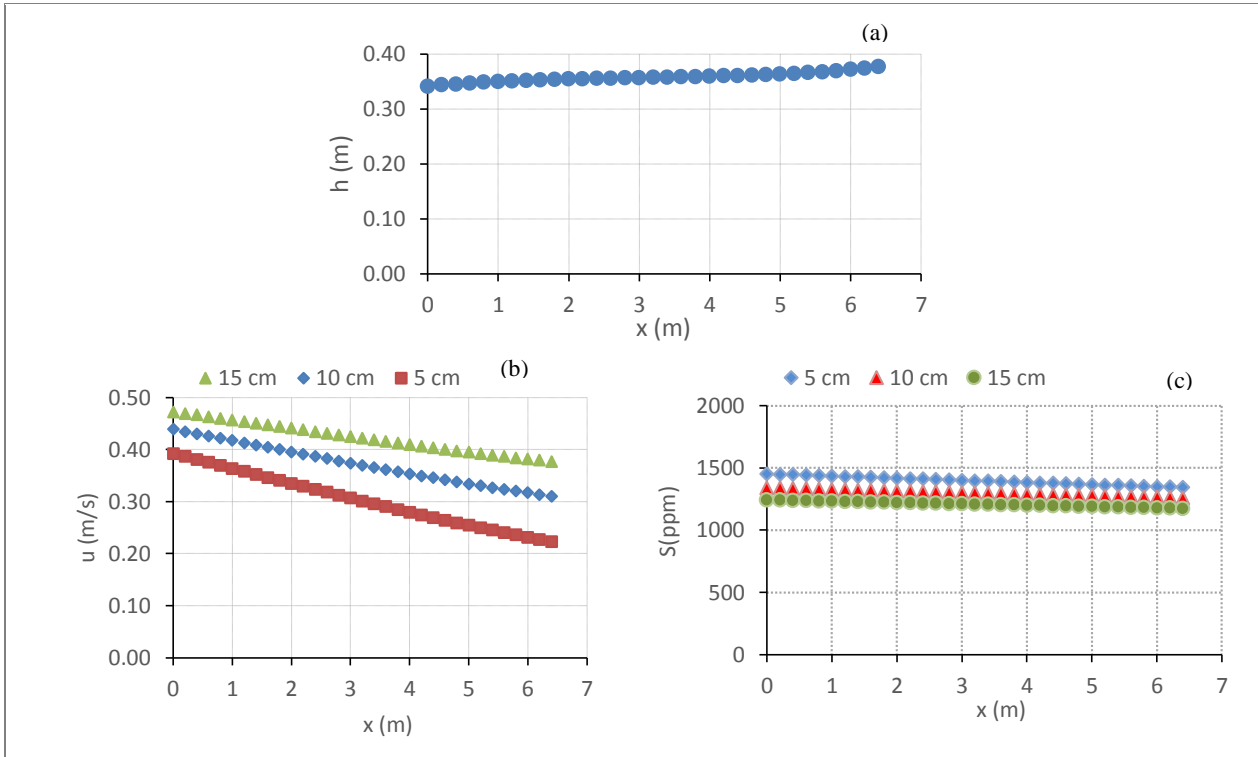 (a)
0.40
0.30
0.20
0.10
0.00
h (m)
0 1 2 3 4 5 6 7
x (m)
15 cm 10 cm 5 cm
(b)
0.50
0.40
0.30
0.20
0.10
0.00
u (m/s)
0 1 2 3 4 5 6 7
x (m)
5 cm 10 cm 15 cm
(c)
2000
1500
1000
500
0
S(ppm)
0 1 2 3 4 5 6 7
x (m)